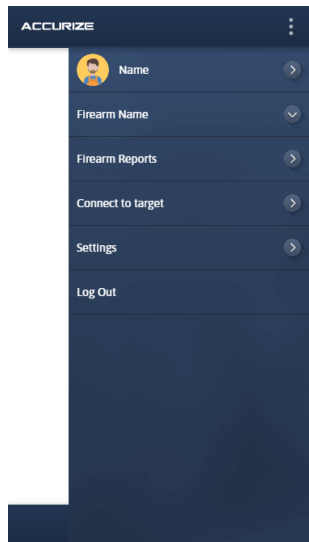 ACCURIZE
Name
Firearm Name
Firearm Reports
Connect to target
Settings
Log Out